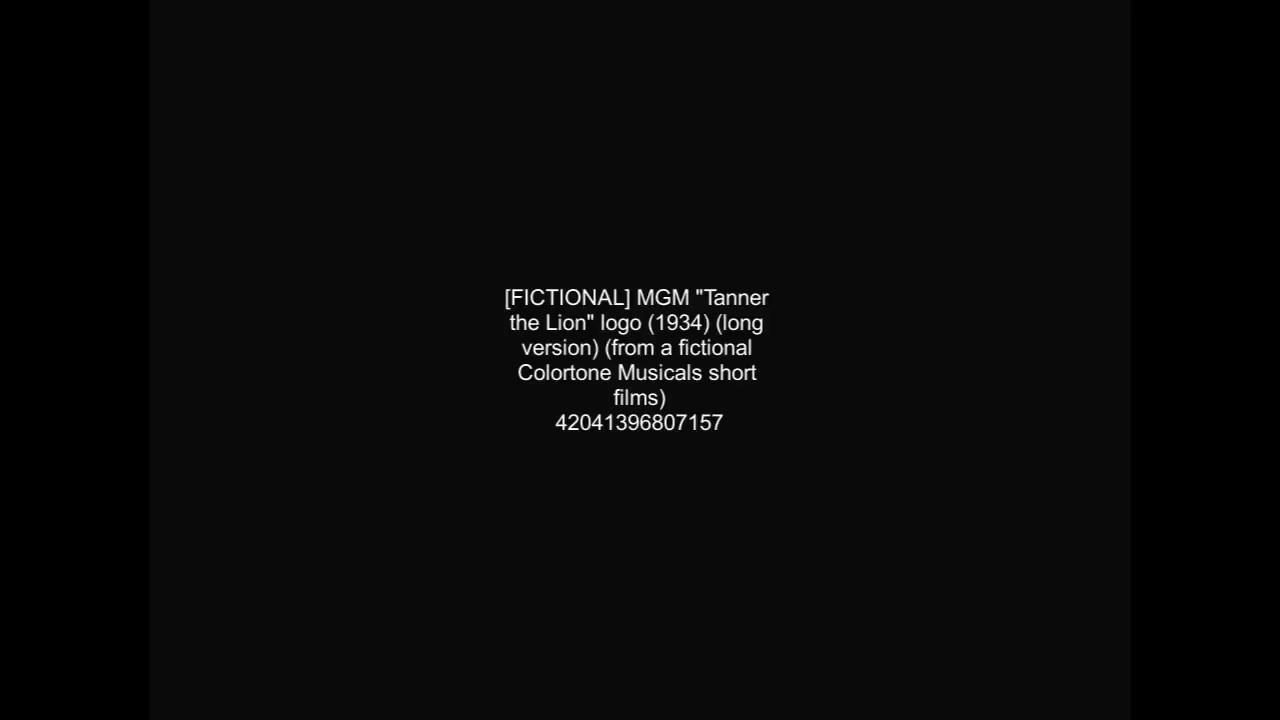 [FICTIONAL] MGM "Tanner
the Lion" logo (1934) (long
version) (from a fictional
Colortone Musicals short
films)
42041396807157